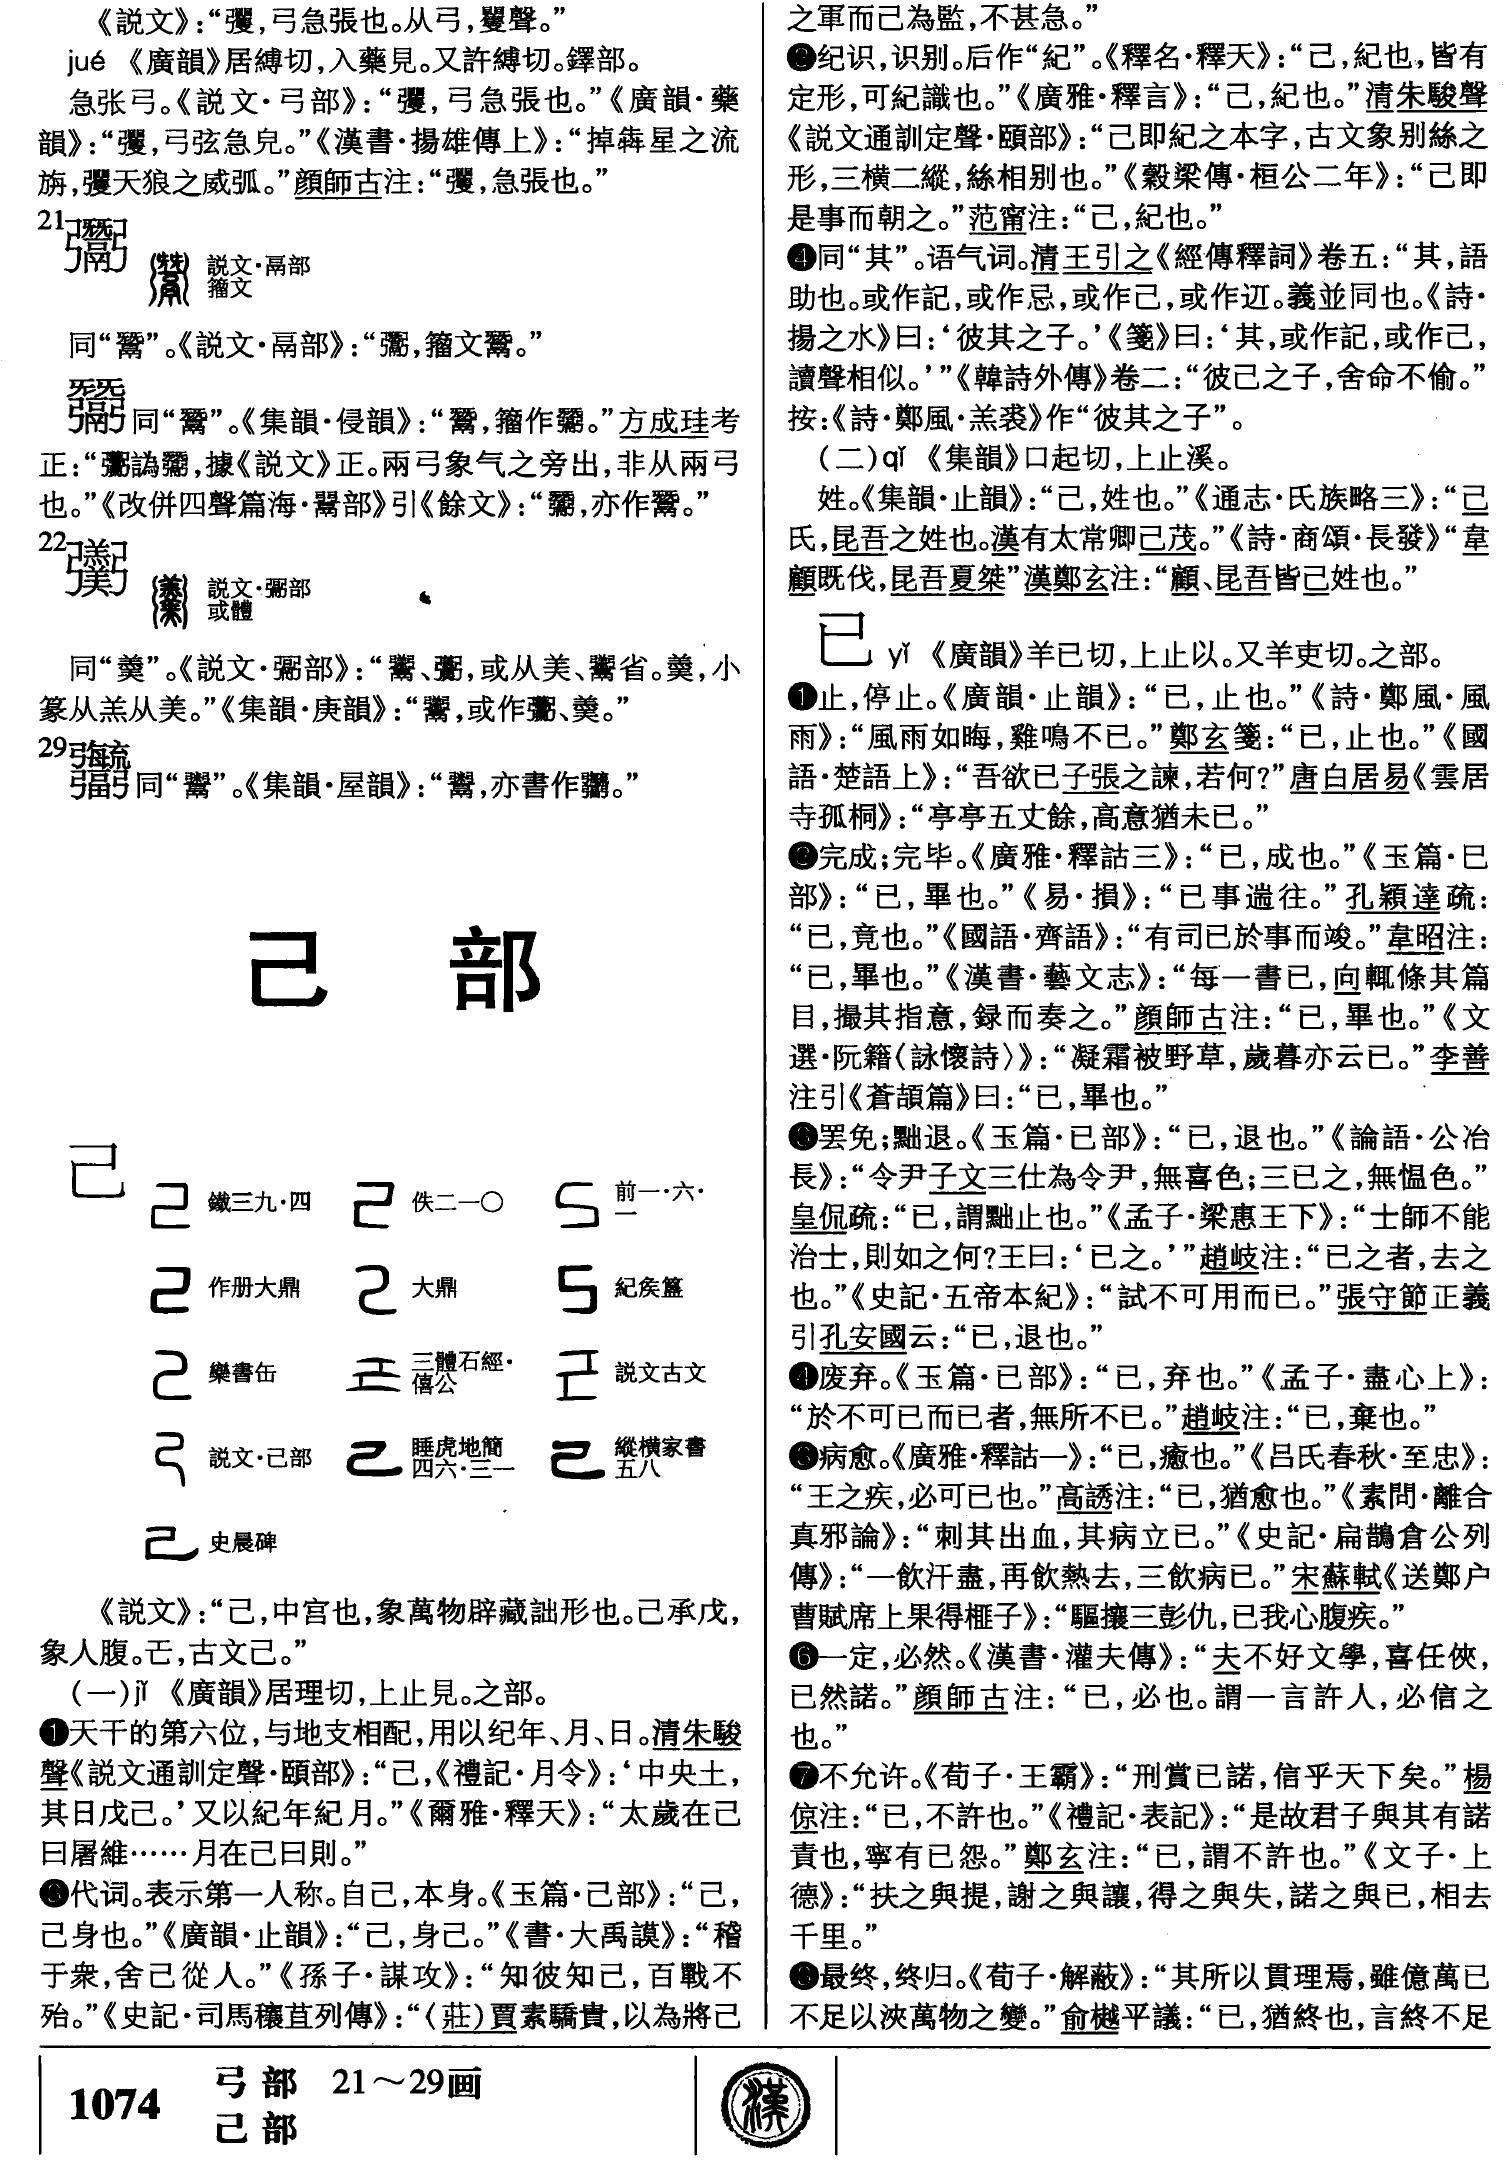 《説文》：“彏，弓急張也。从弓，矍聲。”
jué 《廣韻》居縛切，入藥見。又許縛切。鐸部。
急张弓。《説文·弓部》：“彏，弓急張也。”《廣韻·藥
韻》：“彏，弓弦急皃。”《漢書·揚雄傳上》：“掉犇星之流
旃，彏天狼之威弧。”顔師古注：“彏，急張也。”
21
説文·鬲部
籀文
同“鬵”。《説文·鬲部》：“，籀文鬵。”
同“鬵”。《集韻·侵韻》：“鬵，籀作。”方成珪考
正：“譌，據《説文》正。兩弓象气之旁出，非从兩弓
也。”《改併四聲篇海·鬻部》引《餘文》：“，亦作鬵。”
22
説文·部
或體
同“羹”。《説文·部》：“、，或从美、省。羹，小
篆从羔从美。”《集韻·庚韻》：“，或作、羹。”
29
同“鬻”。《集韻·屋韻》：“鬻，亦書作。”
己 部
己
鐵三九·四 佚二一〇 前一·六·
一
作册大鼎 大鼎 紀矦簋
欒書缶 三體石經·
僖公 説文古文
説文·己部 睡虎地簡
四六·三一 縱横家書
五八
史晨碑
《説文》：“己，中宫也，象萬物辟藏詘形也。己承戊，
象人腹。𢀒，古文己。”
(一)jǐ 《廣韻》居理切，上止見。之部。
❶天干的第六位，与地支相配，用以纪年、月、日。清朱駿
聲《説文通訓定聲·頤部》：“己，《禮記·月令》：‘中央土，
其日戊己。’又以紀年紀月。”《爾雅·釋天》：“太歲在己
曰屠維……月在己曰則。”
❷代词。表示第一人称。自己，本身。《玉篇·己部》：“己，
己身也。”《廣韻·止韻》：“己，身己。”《書·大禹謨》：“稽
于衆，舍己從人。”《孫子·謀攻》：“知彼知己，百戰不
殆。”《史記·司馬穰苴列傳》：“（莊）賈素驕貴，以為將己
之軍而己為監，不甚急。”
❸纪识，识别。后作“紀”。《釋名·釋天》：“己，紀也，皆有
定形，可紀識也。”《廣雅·釋言》：“己，紀也。”清朱駿聲
《説文通訓定聲·頤部》：“己即紀之本字，古文象别絲之
形，三横二縱，絲相别也。”《穀梁傳·桓公二年》：“己即
是事而朝之。”范甯注：“己，紀也。”
❹同“其”。语气词。清王引之《經傳釋詞》卷五：“其，語
助也。或作記，或作忌，或作己，或作䢋。義並同也。《詩·
揚之水》曰：‘彼其之子。’《箋》曰：‘其，或作記，或作己，
讀聲相似。’”《韓詩外傳》卷二：“彼己之子，舍命不偷。”
按：《詩·鄭風·羔裘》作“彼其之子”。
(二)qǐ 《集韻》口起切，上止溪。
姓。《集韻·止韻》：“己，姓也。”《通志·氏族略三》：“己
氏，昆吾之姓也。漢有太常卿己茂。”《詩·商頌·長發》“韋
顧既伐，昆吾夏桀”漢鄭玄注：“顧、昆吾皆己姓也。”
已 yǐ 《廣韻》羊已切，上止以。又羊吏切。之部。
❶止，停止。《廣韻·止韻》：“已，止也。”《詩·鄭風·風
雨》：“風雨如晦，雞鳴不已。”鄭玄箋：“已，止也。”《國
語·楚語上》：“吾欲已子張之諫，若何？”唐白居易《雲居
寺孤桐》：“亭亭五丈餘，高意猶未已。”
❷完成；完毕。《廣雅·釋詁三》：“已，成也。”《玉篇·巳
部》：“已，畢也。”《易·損》：“已事遄往。”孔穎達疏：
“已，竟也。”《國語·齊語》：“有司已於事而竣。”韋昭注：
“已，畢也。”《漢書·藝文志》：“每一書已，向輒條其篇
目，撮其指意，録而奏之。”顔師古注：“已，畢也。”《文
選·阮籍〈詠懷詩〉》：“凝霜被野草，歲暮亦云已。”李善
注引《蒼頡篇》曰：“已，畢也。”
❸罢免；黜退。《玉篇·已部》：“已，退也。”《論語·公冶
長》：“令尹子文三仕為令尹，無喜色；三已之，無愠色。”
皇侃疏：“已，謂黜止也。”《孟子·梁惠王下》：“士師不能
治士，則如之何？王曰：‘已之。’”趙岐注：“已之者，去之
也。”《史記·五帝本紀》：“試不可用而已。”張守節正義
引孔安國云：“已，退也。”
❹废弃。《玉篇·已部》：“已，弃也。”《孟子·盡心上》：
“於不可已而已者，無所不已。”趙岐注：“已，棄也。”
❺病愈。《廣雅·釋詁一》：“已，瘉也。”《吕氏春秋·至忠》：
“王之疾，必可已也。”高誘注：“已，猶愈也。”《素問·離合
真邪論》：“刺其出血，其病立已。”《史記·扁鵲倉公列
傳》：“一飲汗盡，再飲熱去，三飲病已。”宋蘇軾《送鄭户
曹賦席上果得榧子》：“驅攘三彭仇，已我心腹疾。”
❻一定，必然。《漢書·灌夫傳》：“夫不好文學，喜任俠，
已然諾。”顔師古注：“已，必也。謂一言許人，必信之
也。”
❼不允许。《荀子·王霸》：“刑賞已諾，信乎天下矣。”楊
倞注：“已，不許也。”《禮記·表記》：“是故君子與其有諾
責也，寧有已怨。”鄭玄注：“已，謂不許也。”《文子·上
德》：“扶之與提，謝之與讓，得之與失，諾之與已，相去
千里。”
❽最终，终归。《荀子·解蔽》：“其所以貫理焉，雖億萬已
不足以浹萬物之變。”俞樾平議：“已，猶終也，言終不足
1074 弓部 21～29画
己部
漢